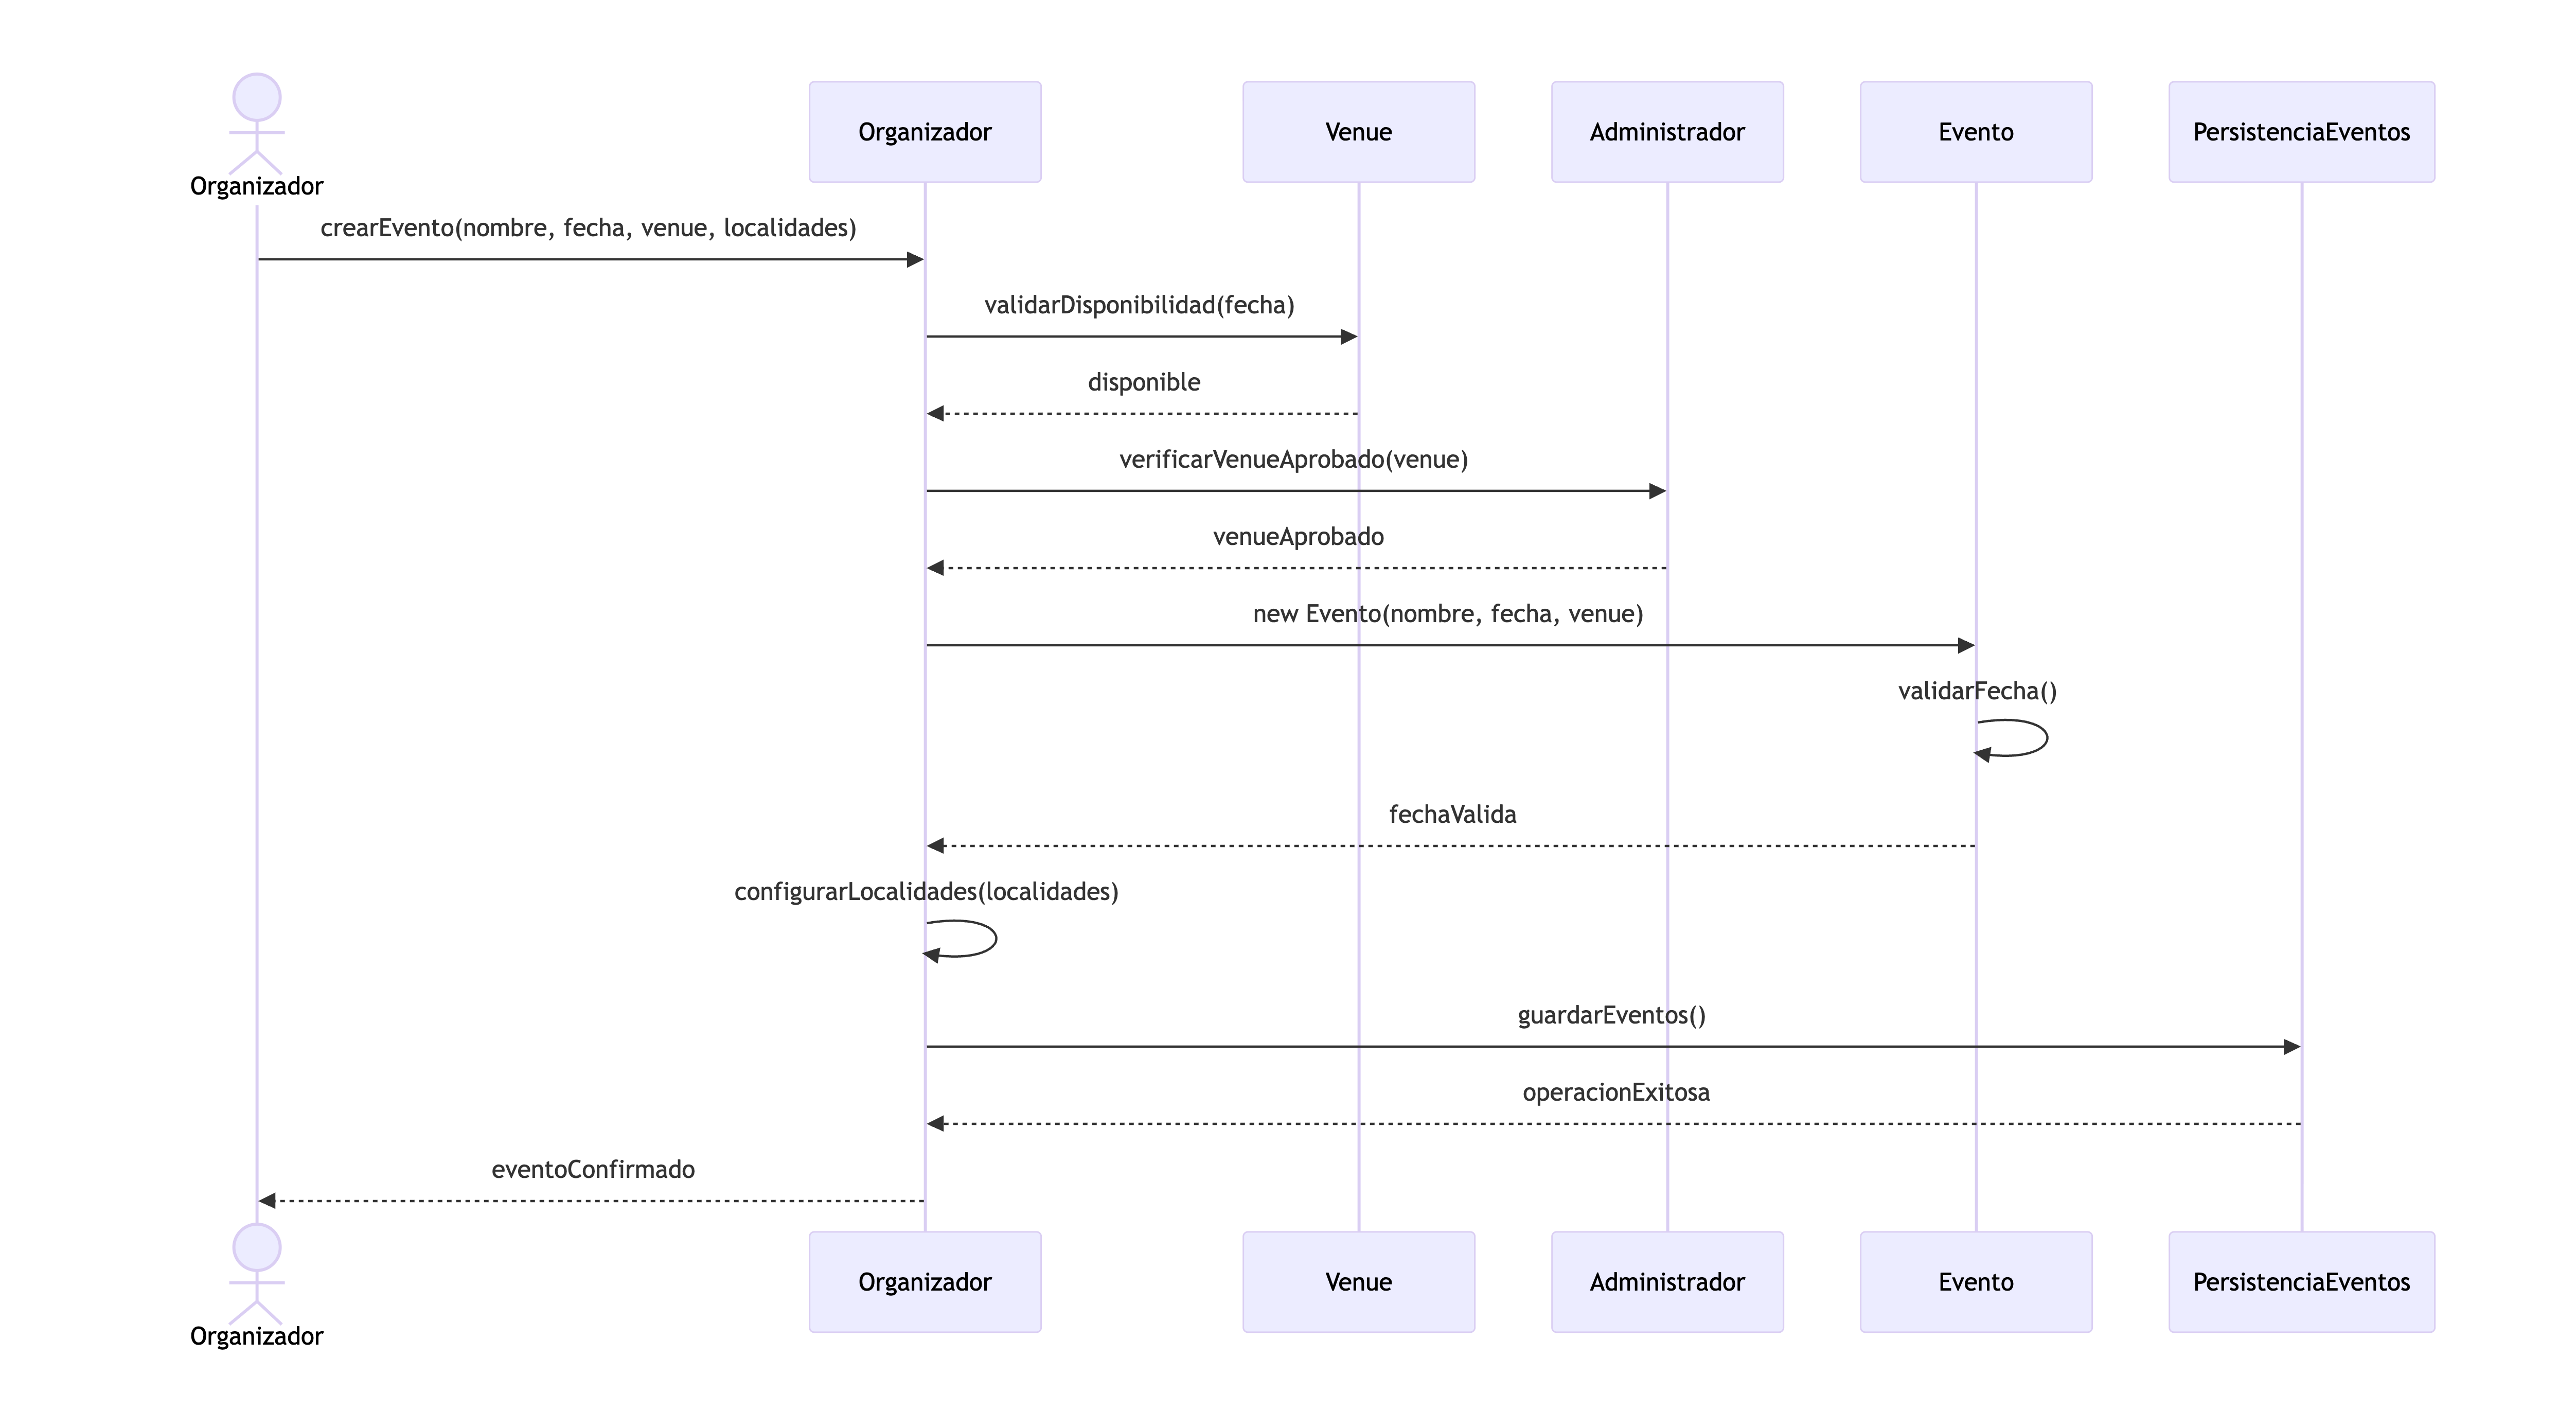 Organizador
Organizador
Venue
Administrador
Evento
PersistenciaEventos
crearEvento(nombre, fecha, venue, localidades)
validarDisponibilidad(fecha)
disponible
verificarVenueAprobado(venue)
venueAprobado
new Evento(nombre, fecha, venue)
validarFecha()
fechaValida
configurarLocalidades(localidades)
guardarEventos()
operacionExitosa
eventoConfirmado
Organizador
Organizador
Venue
Administrador
Evento
PersistenciaEventos